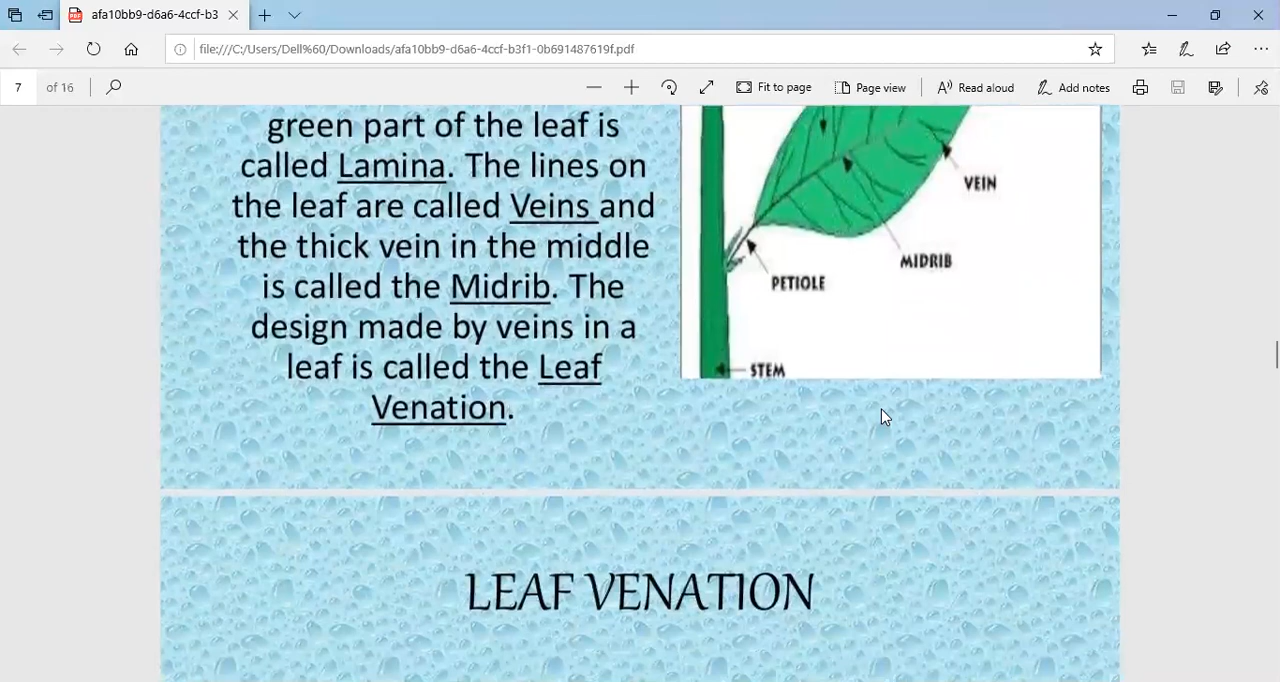 afa10bb9-d6a6-4ccf-b3
file:///C:/Users/Dell%60/Downloads/afa10bb9-d6a6-4ccf-b3f1-0b691487619f.pdf
7 of 16 Fit to page Page view Read aloud Add notes
green part of the leaf is
called Lamina. The lines on
the leaf are called Veins and
the thick vein in the middle
is called the Midrib. The
design made by veins in a
leaf is called the Leaf
Venation.
VEIN
MIDRIB
PETIOLE
STEM
LEAF VENATION